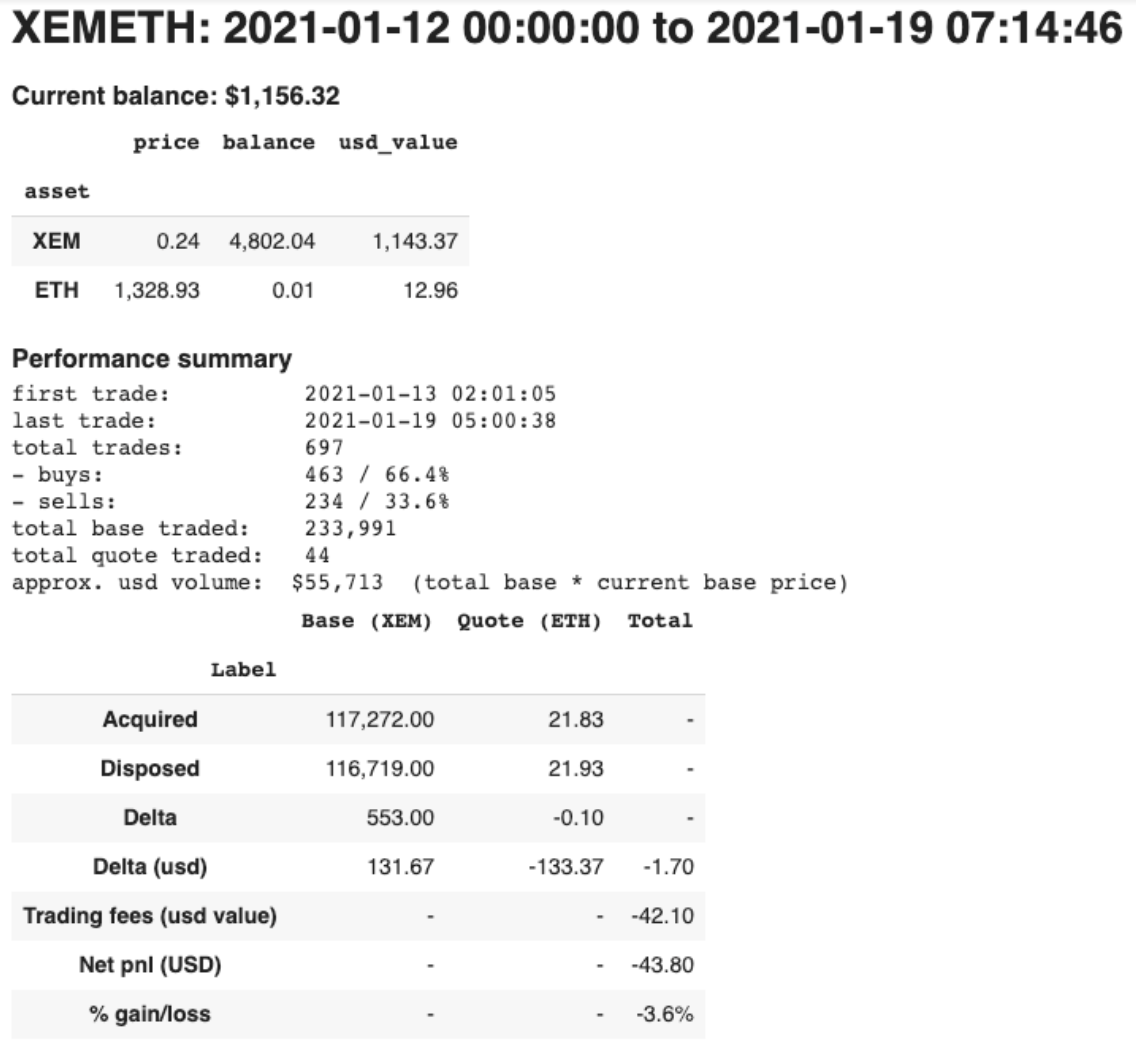 XEMETH: 2021-01-12 00:00:00 to 2021-01-19 07:14:46
Current balance: $1,156.32
price balance usd_value
asset
XEM 0.24 4,802.04 1,143.37
ETH 1,328.93 0.01 12.96
Performance summary
first trade: 2021-01-13 02:01:05
last trade: 2021-01-19 05:00:38
total trades: 697
- buys: 463 / 66.4%
- sells: 234 / 33.6%
total base traded: 233,991
total quote traded: 44
approx. usd volume: $55,713 (total base * current base price)
Base (XEM) Quote (ETH) Total
Label
Acquired 117,272.00 21.83 -
Disposed 116,719.00 21.93 -
Delta 553.00 -0.10 -
Delta (usd) 131.67 -133.37 -1.70
Trading fees (usd value) - - -42.10
Net pnl (USD) - - -43.80
% gain/loss - - -3.6%